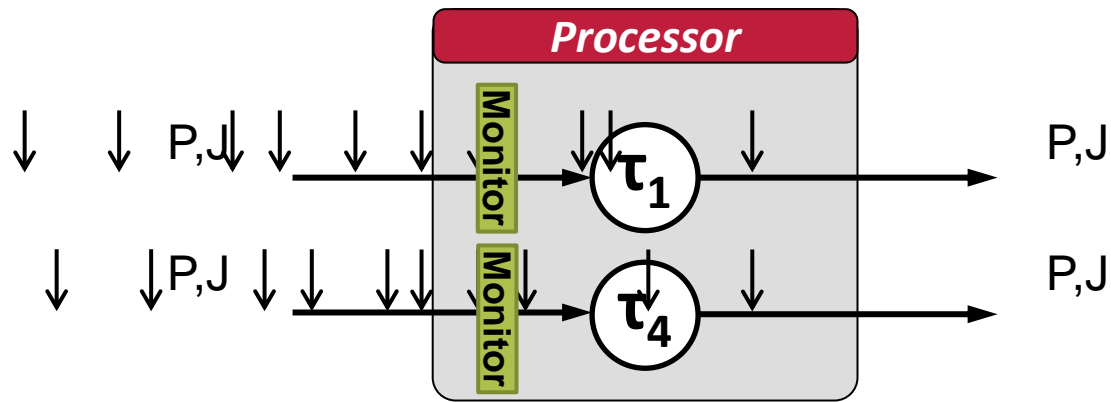 Processor
Monitor
P,J
τ1
P,J
Monitor
P,J
τ4
P,J